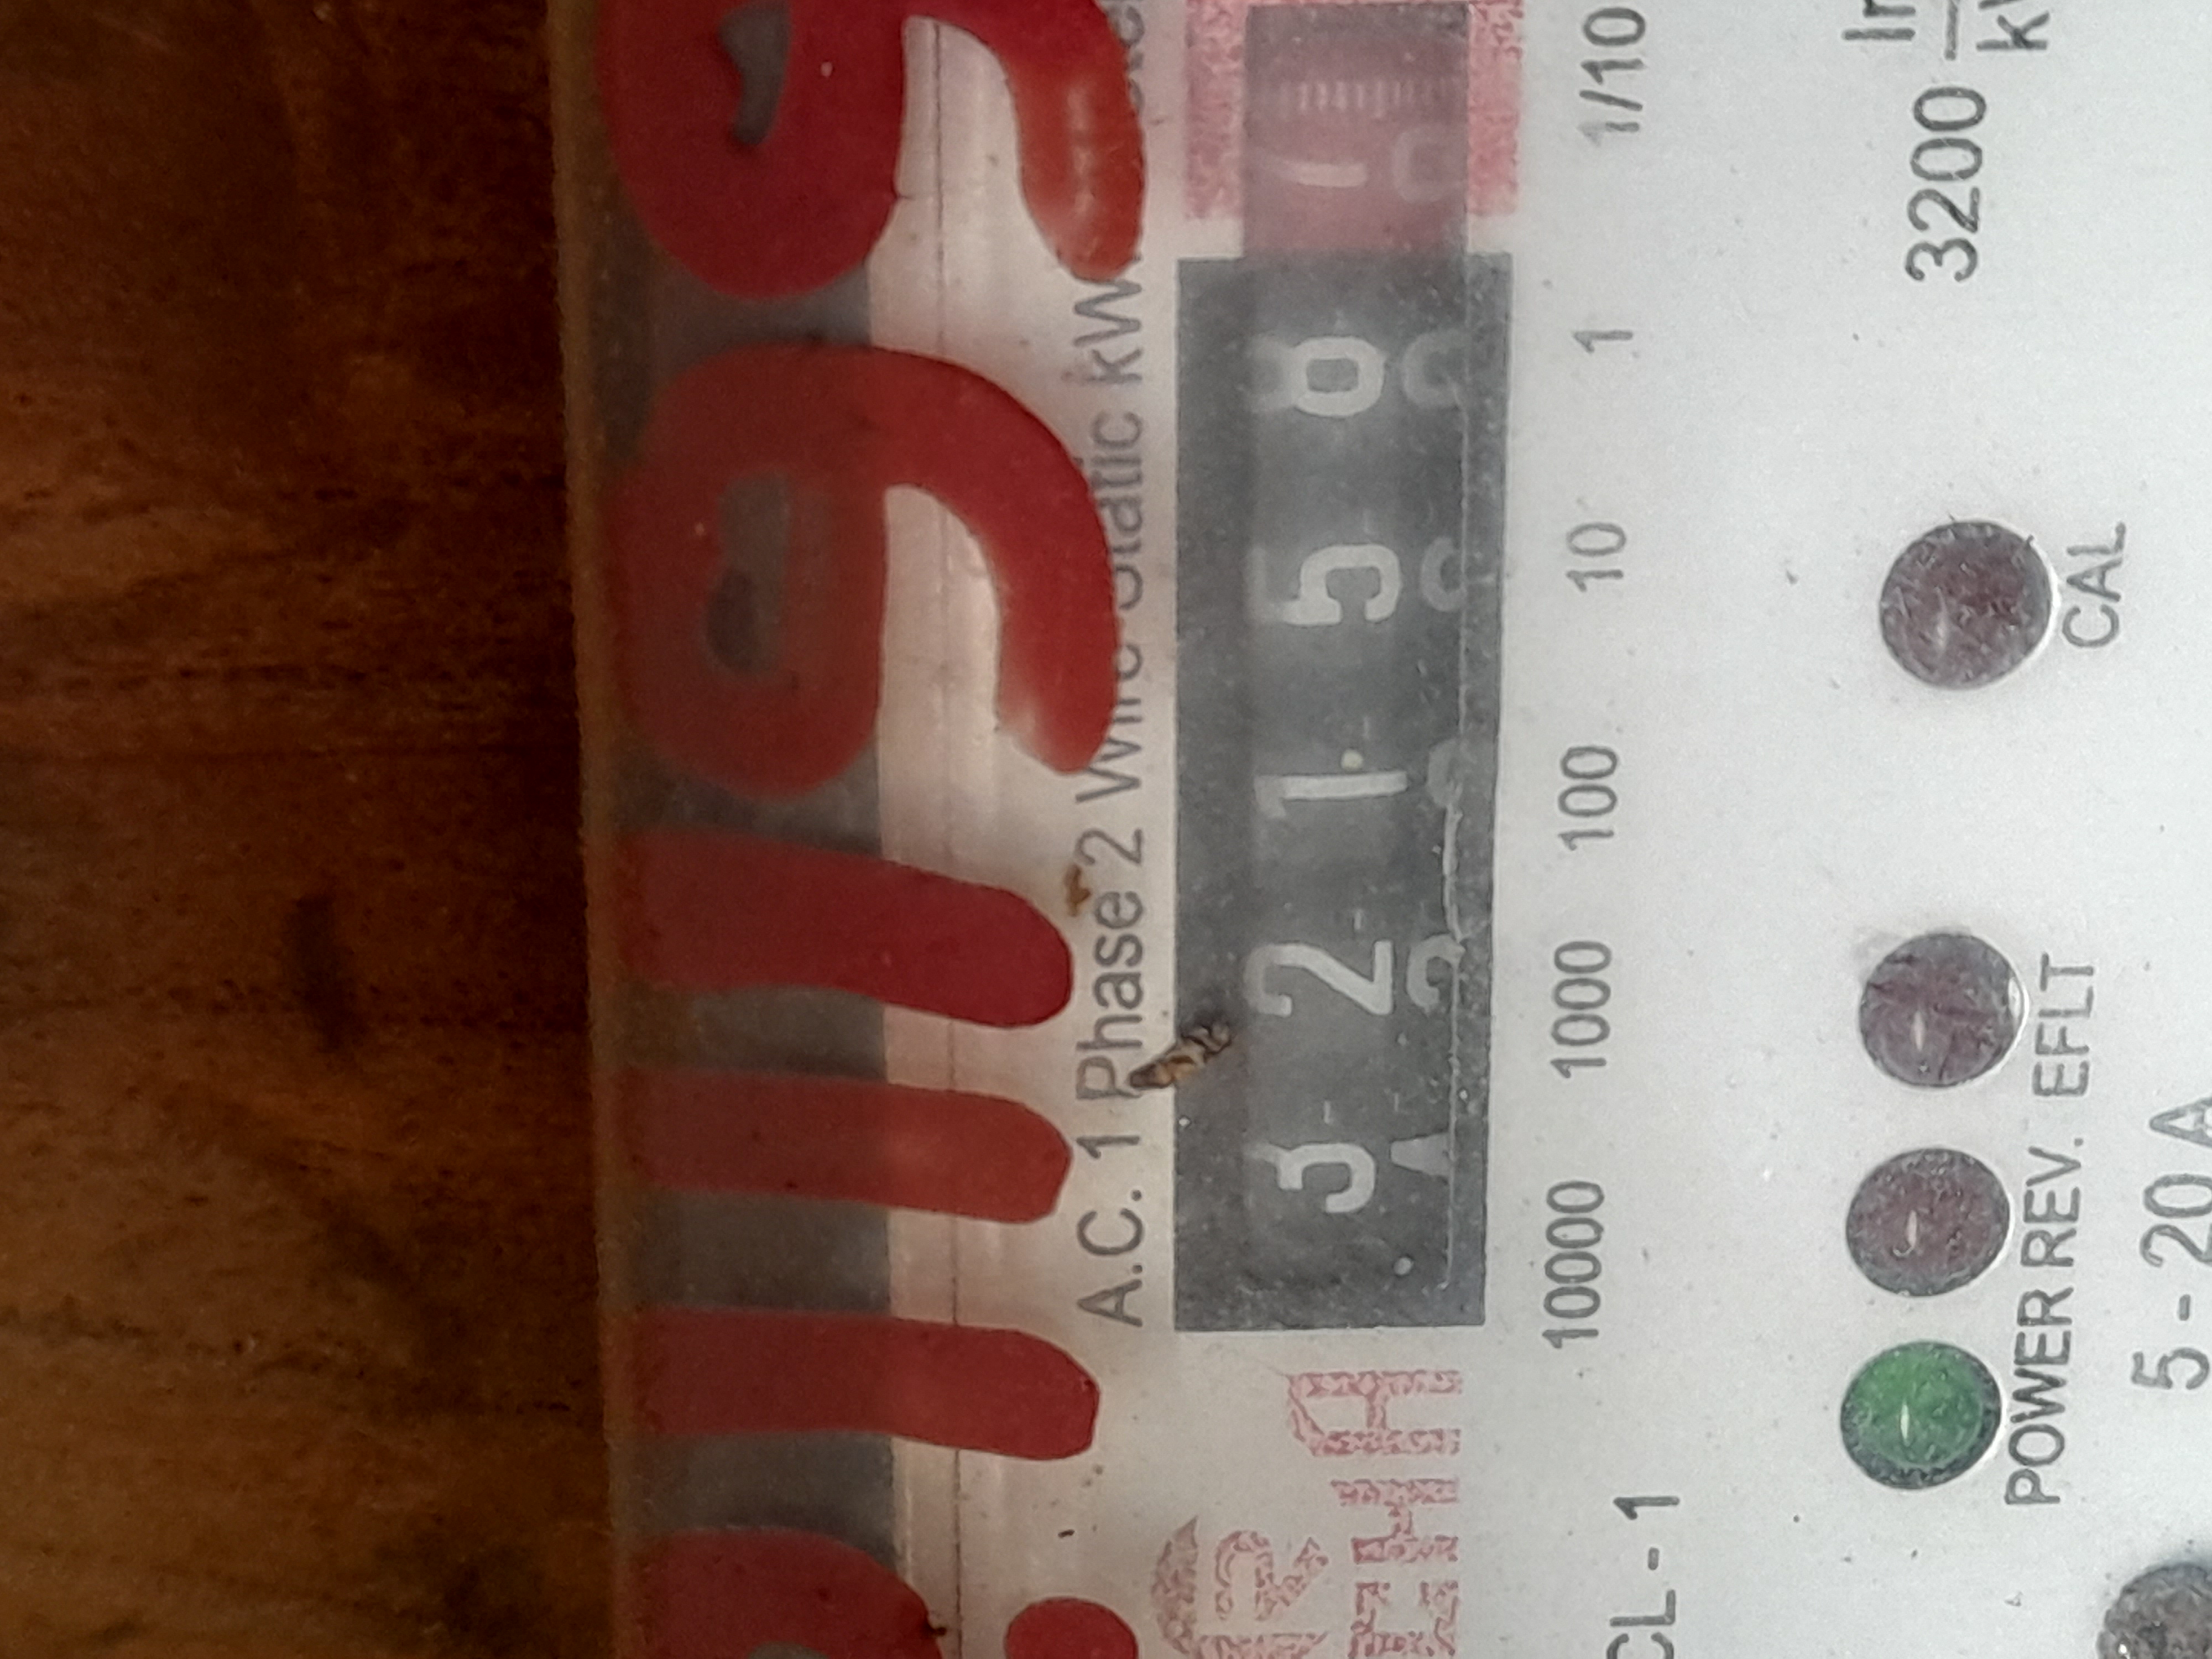 A.C. 1 Phase 2 Wire Static
3 2 1 5 8 1
10000 1000 100 10 1 1/10
CL - 1
3200
POWER REV. EFLT CAL
5 - 20 A